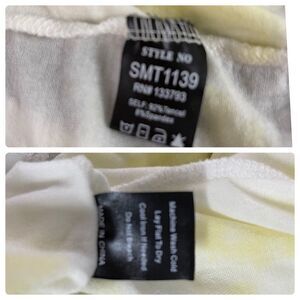 STYLE NO
SMT1139
RN# 133793
SELF: 92%Tencel
8%Spandex
Machine Wash Cold
Lay Flat To Dry
Cool Iron If Needed
Do Not Bleach
MADE IN CHINA